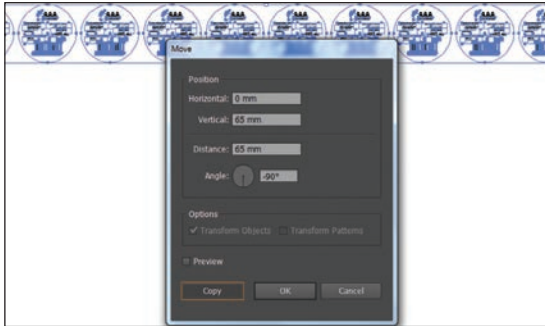 Move
Position
Horizontal: 0 mm
Vertical: 65 mm
Distance: 65 mm
Angle: -90°
Options
Transform Objects Transform Patterns
Preview
Copy OK Cancel